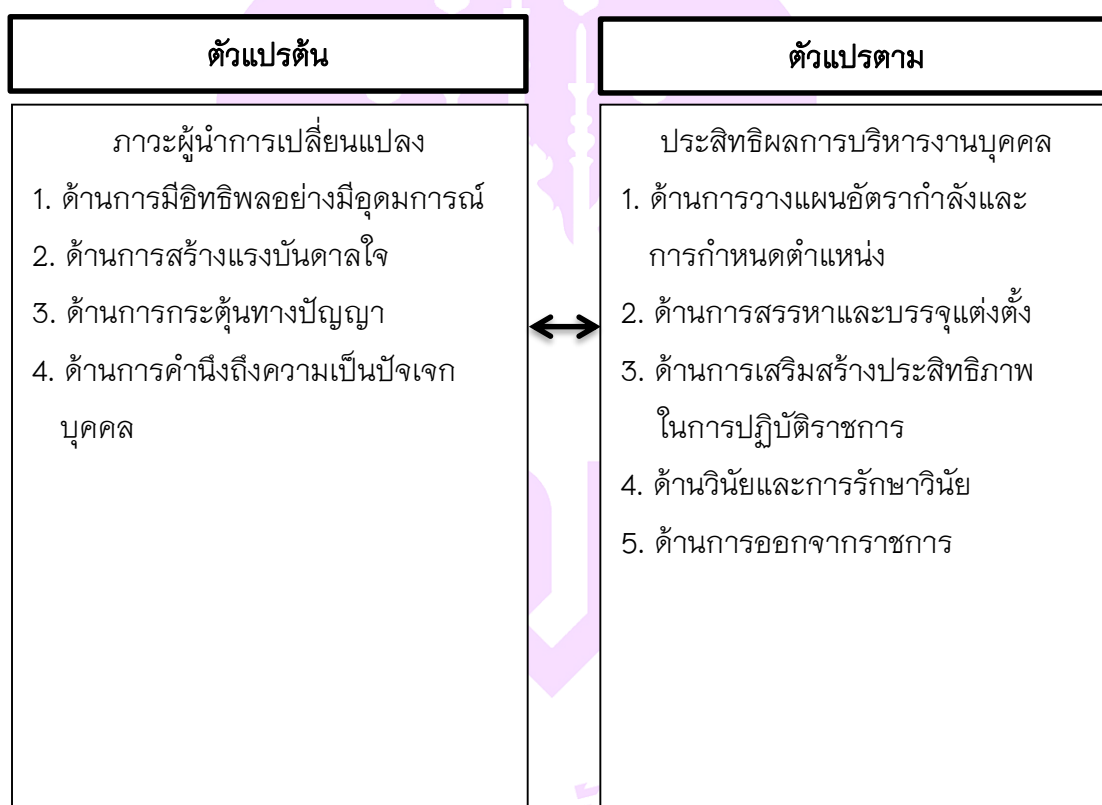 ตัวแปรต้น
ภาวะผู้นำการเปลี่ยนแปลง
1. ด้านการมีอิทธิพลอย่างมีอุดมการณ์
2. ด้านการสร้างแรงบันดาลใจ
3. ด้านการกระตุ้นทางปัญญา
4. ด้านการคำนึงถึงความเป็นปัจเจก
บุคคล
ตัวแปรตาม
ประสิทธิผลการบริหารงานบุคคล
1. ด้านการวางแผนอัตรากำลังและ
การกำหนดตำแหน่ง
2. ด้านการสรรหาและบรรจุแต่งตั้ง
3. ด้านการเสริมสร้างประสิทธิภาพ
ในการปฏิบัติราชการ
4. ด้านวินัยและการรักษาวินัย
5. ด้านการออกจากราชการ